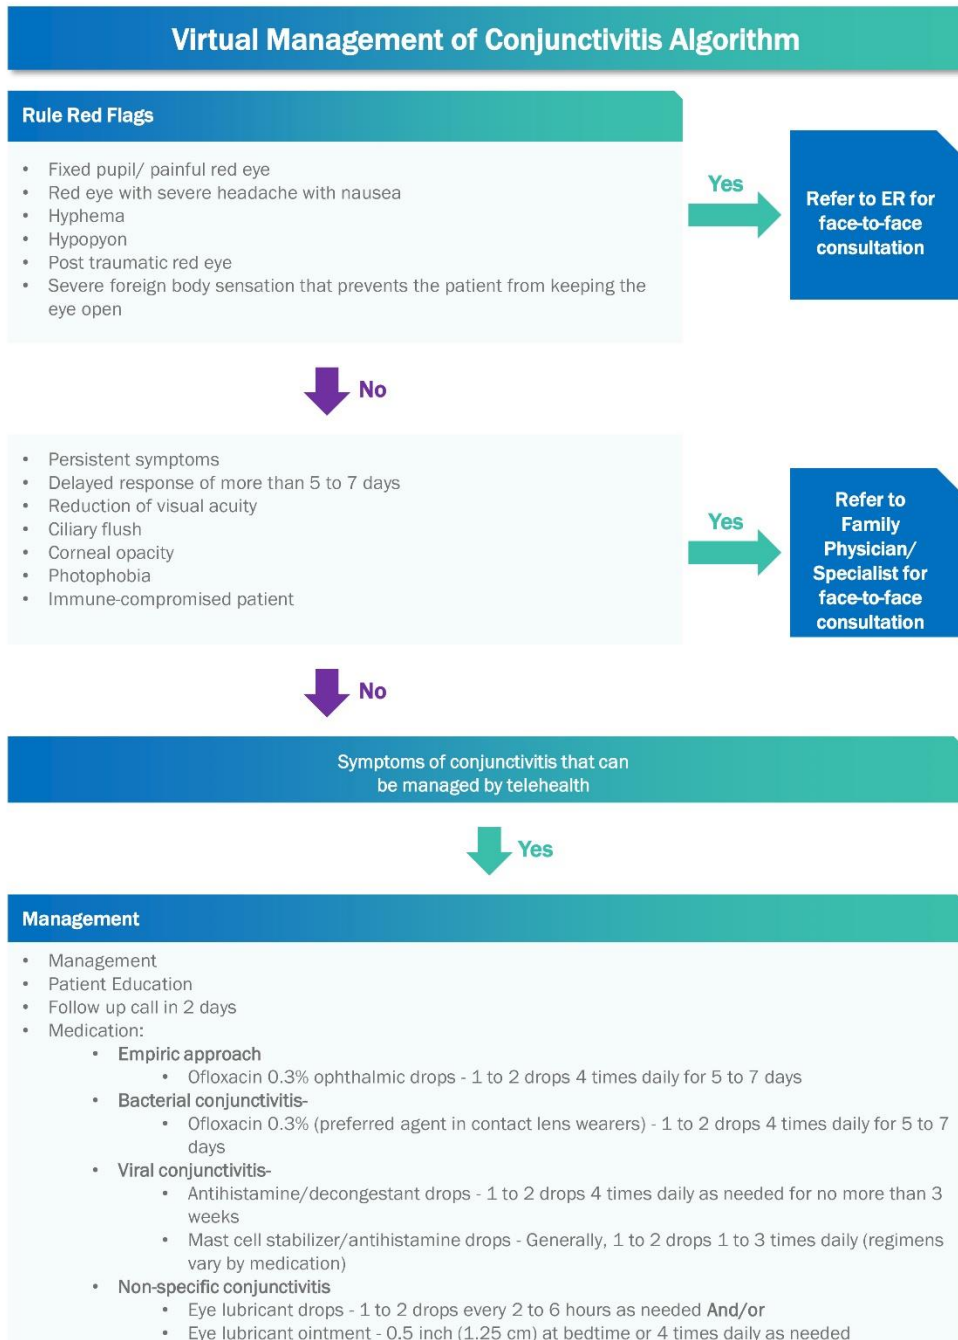 Virtual Management of Conjunctivitis Algorithm
Rule Red Flags
• Fixed pupil/ painful red eye
• Red eye with severe headache with nausea
• Hyphema
• Hypopyon
• Post traumatic red eye
• Severe foreign body sensation that prevents the patient from keeping the
eye open
Yes
Refer to ER for
face-to-face
consultation
No
• Persistent symptoms
• Delayed response of more than 5 to 7 days
• Reduction of visual acuity
• Ciliary flush
• Corneal opacity
• Photophobia
• Immune-compromised patient
Yes
Refer to
Family
Physician/
Specialist for
face-to-face
consultation
No
Symptoms of conjunctivitis that can
be managed by telehealth
Yes
Management
• Management
• Patient Education
• Follow up call in 2 days
• Medication:
• Empiric approach
• Ofloxacin 0.3% ophthalmic drops - 1 to 2 drops 4 times daily for 5 to 7 days
• Bacterial conjunctivitis-
• Ofloxacin 0.3% (preferred agent in contact lens wearers) - 1 to 2 drops 4 times daily for 5 to 7
days
• Viral conjunctivitis-
• Antihistamine/decongestant drops - 1 to 2 drops 4 times daily as needed for no more than 3
weeks
• Mast cell stabilizer/antihistamine drops - Generally, 1 to 2 drops 1 to 3 times daily (regimens
vary by medication)
• Non-specific conjunctivitis
• Eye lubricant drops - 1 to 2 drops every 2 to 6 hours as needed And/or
• Eye lubricant ointment - 0.5 inch (1.25 cm) at bedtime or 4 times daily as needed